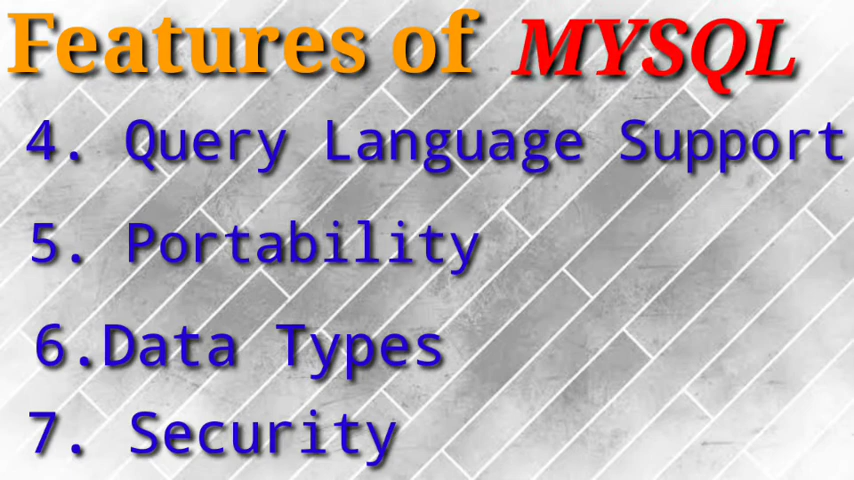 Features of MYSQL
4. Query Language Support
5. Portability
6.Data Types
7. Security